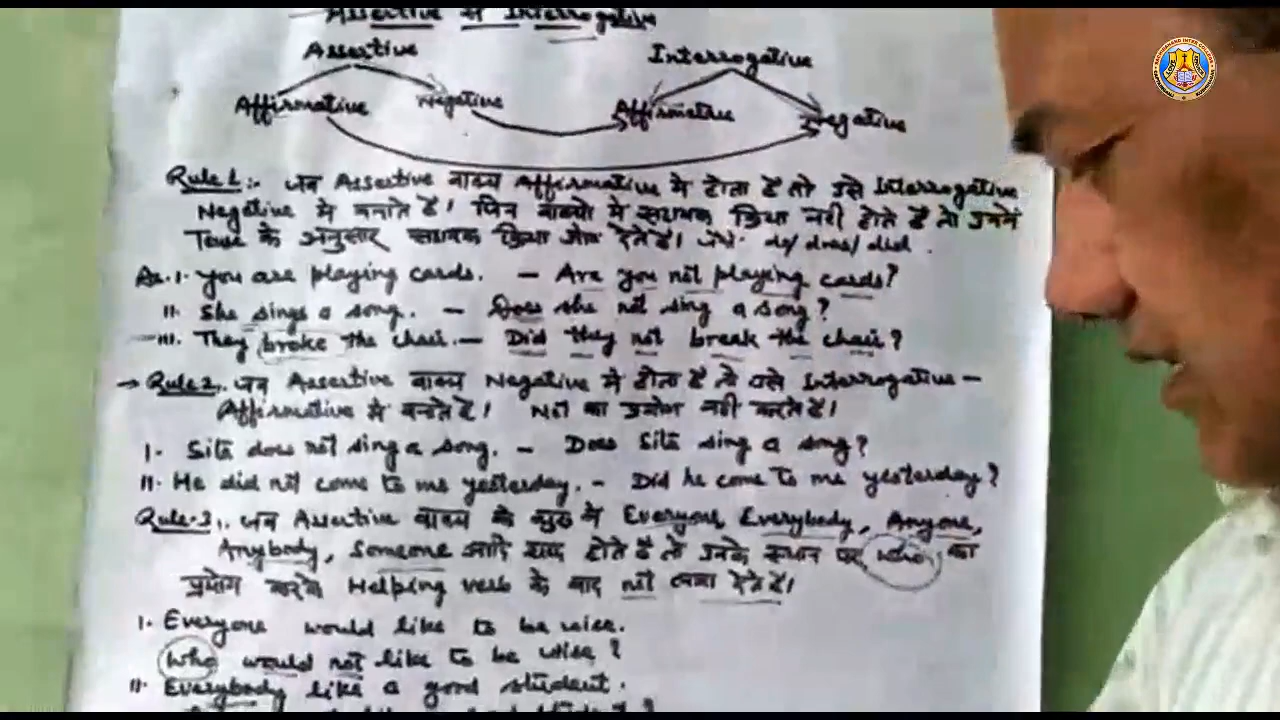 Assertive से Interrogative
Assertive Interrogative
Affirmative Negative Affirmative Negative
Rule 1:- जब Assertive वाक्य Affirmative मे होता है तो उसे Interrogative
Negative मे बनाते है। जिन वाक्यो मे सहायक क्रिया नही होते है तो उनमे
Tense के अनुसार सहायक क्रिया जोड देते है। जैसे- do/does/did.
I. You are playing cards. - Are you not playing cards?
II. She sings a song. - Does she not sing a song?
III. They broke the chair. - Did they not break the chair?
→ Rule 2. जब Assertive वाक्य Negative मे होता है तो उसे Interrogative -
Affirmative मे बनाते है। Not का प्रयोग नही करते है।
I. Sita does not sing a song. - Does Sita sing a song?
II. He did not come to me yesterday. - Did he come to me yesterday?
Rule-3. जब Assertive वाक्य के शुरु मे Everyone, Everybody, Anyone,
Anybody, Someone आदि शब्द होते है तो उनके स्थान पर who का
प्रयोग करके Helping verb के बाद not लगा देते है।
I. Everyone would like to be wise.
Who would not like to be wise?
II. Everybody like a good student.